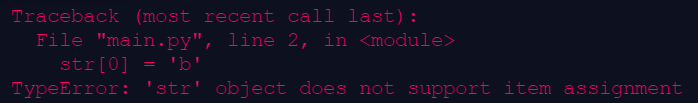 Traceback (most recent call last):
  File "main.py", line 2, in <module>
    str[0] = 'b'
TypeError: 'str' object does not support item assignment